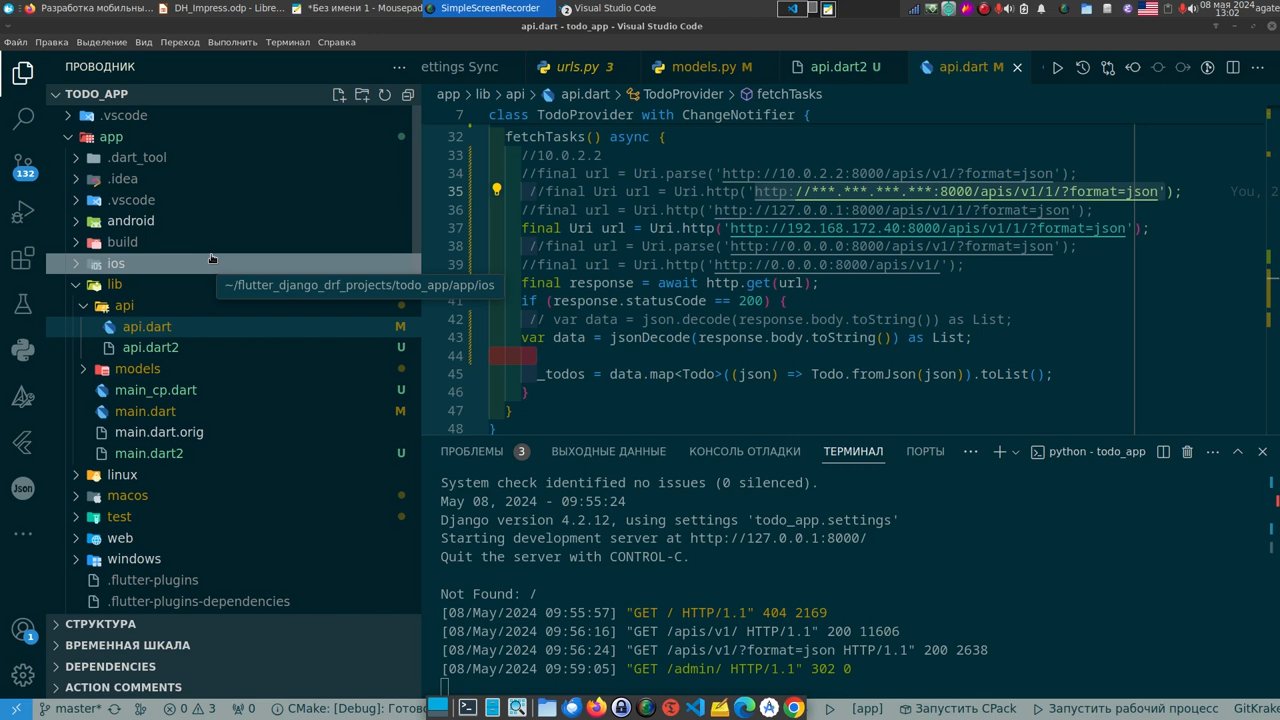 Разработка мобильны...
DH_Impress.odp - Libre...
*Без имени 1 - Mousepad
SimpleScreenRecorder
Visual Studio Code
08 мая 2024
13:02
agate
api.dart - todo_app - Visual Studio Code
Файл Правка Выделение Вид Переход Выполнить Терминал Справка
ПРОВОДНИК
ettings Sync
urls.py 3
models.py M
api.dart2 U
api.dart M
TODO_APP
app > lib > api > api.dart > TodoProvider > fetchTasks
.vscode
app
.dart_tool
.idea
.vscode
android
build
ios
lib
api
api.dart M
api.dart2 U
models
main_cp.dart U
main.dart M
main.dart.orig
main.dart2 U
linux
macos
test
web
windows
.flutter-plugins
.flutter-plugins-dependencies
СТРУКТУРА
ВРЕМЕННАЯ ШКАЛА
DEPENDENCIES
ACTION COMMENTS
132
Json
1
~/flutter_django_drf_projects/todo_app/app/ios
7 class TodoProvider with ChangeNotifier {
32 fetchTasks() async {
33 //10.0.2.2
34 //final url = Uri.parse('http://10.0.2.2:8000/apis/v1/?format=json');
35 //final Uri url = Uri.http('http://***.***.***.***:8000/apis/v1/1/?format=json'); You, 2
36 //final url = Uri.http('http://127.0.0.1:8000/apis/v1/1/?format=json');
37 final Uri url = Uri.http('http://192.168.172.40:8000/apis/v1/1/?format=json');
38 //final url = Uri.parse('http://0.0.0.0:8000/apis/v1/?format=json');
39 //final url = Uri.http('http://0.0.0.0:8000/apis/v1/');
final response = await http.get(url);
41 if (response.statusCode == 200) {
42 // var data = json.decode(response.body.toString()) as List;
43 var data = jsonDecode(response.body.toString()) as List;
44
45 _todos = data.map<Todo>((json) => Todo.fromJson(json)).toList();
46 }
47 }
48 }
ПРОБЛЕМЫ 3 ВЫХОДНЫЕ ДАННЫЕ КОНСОЛЬ ОТЛАДКИ ТЕРМИНАЛ ПОРТЫ
python - todo_app
System check identified no issues (0 silenced).
May 08, 2024 - 09:55:24
Django version 4.2.12, using settings 'todo_app.settings'
Starting development server at http://127.0.0.1:8000/
Quit the server with CONTROL-C.
Not Found: /
[08/May/2024 09:55:57] "GET / HTTP/1.1" 404 2169
[08/May/2024 09:56:16] "GET /apis/v1/ HTTP/1.1" 200 11606
[08/May/2024 09:56:24] "GET /apis/v1/?format=json HTTP/1.1" 200 2638
[08/May/2024 09:59:05] "GET /admin/ HTTP/1.1" 302 0
master* 0 3 0 CMake: [Debug]: Готово [app] Запустить CPack Запустить рабочий процесс GitKrake